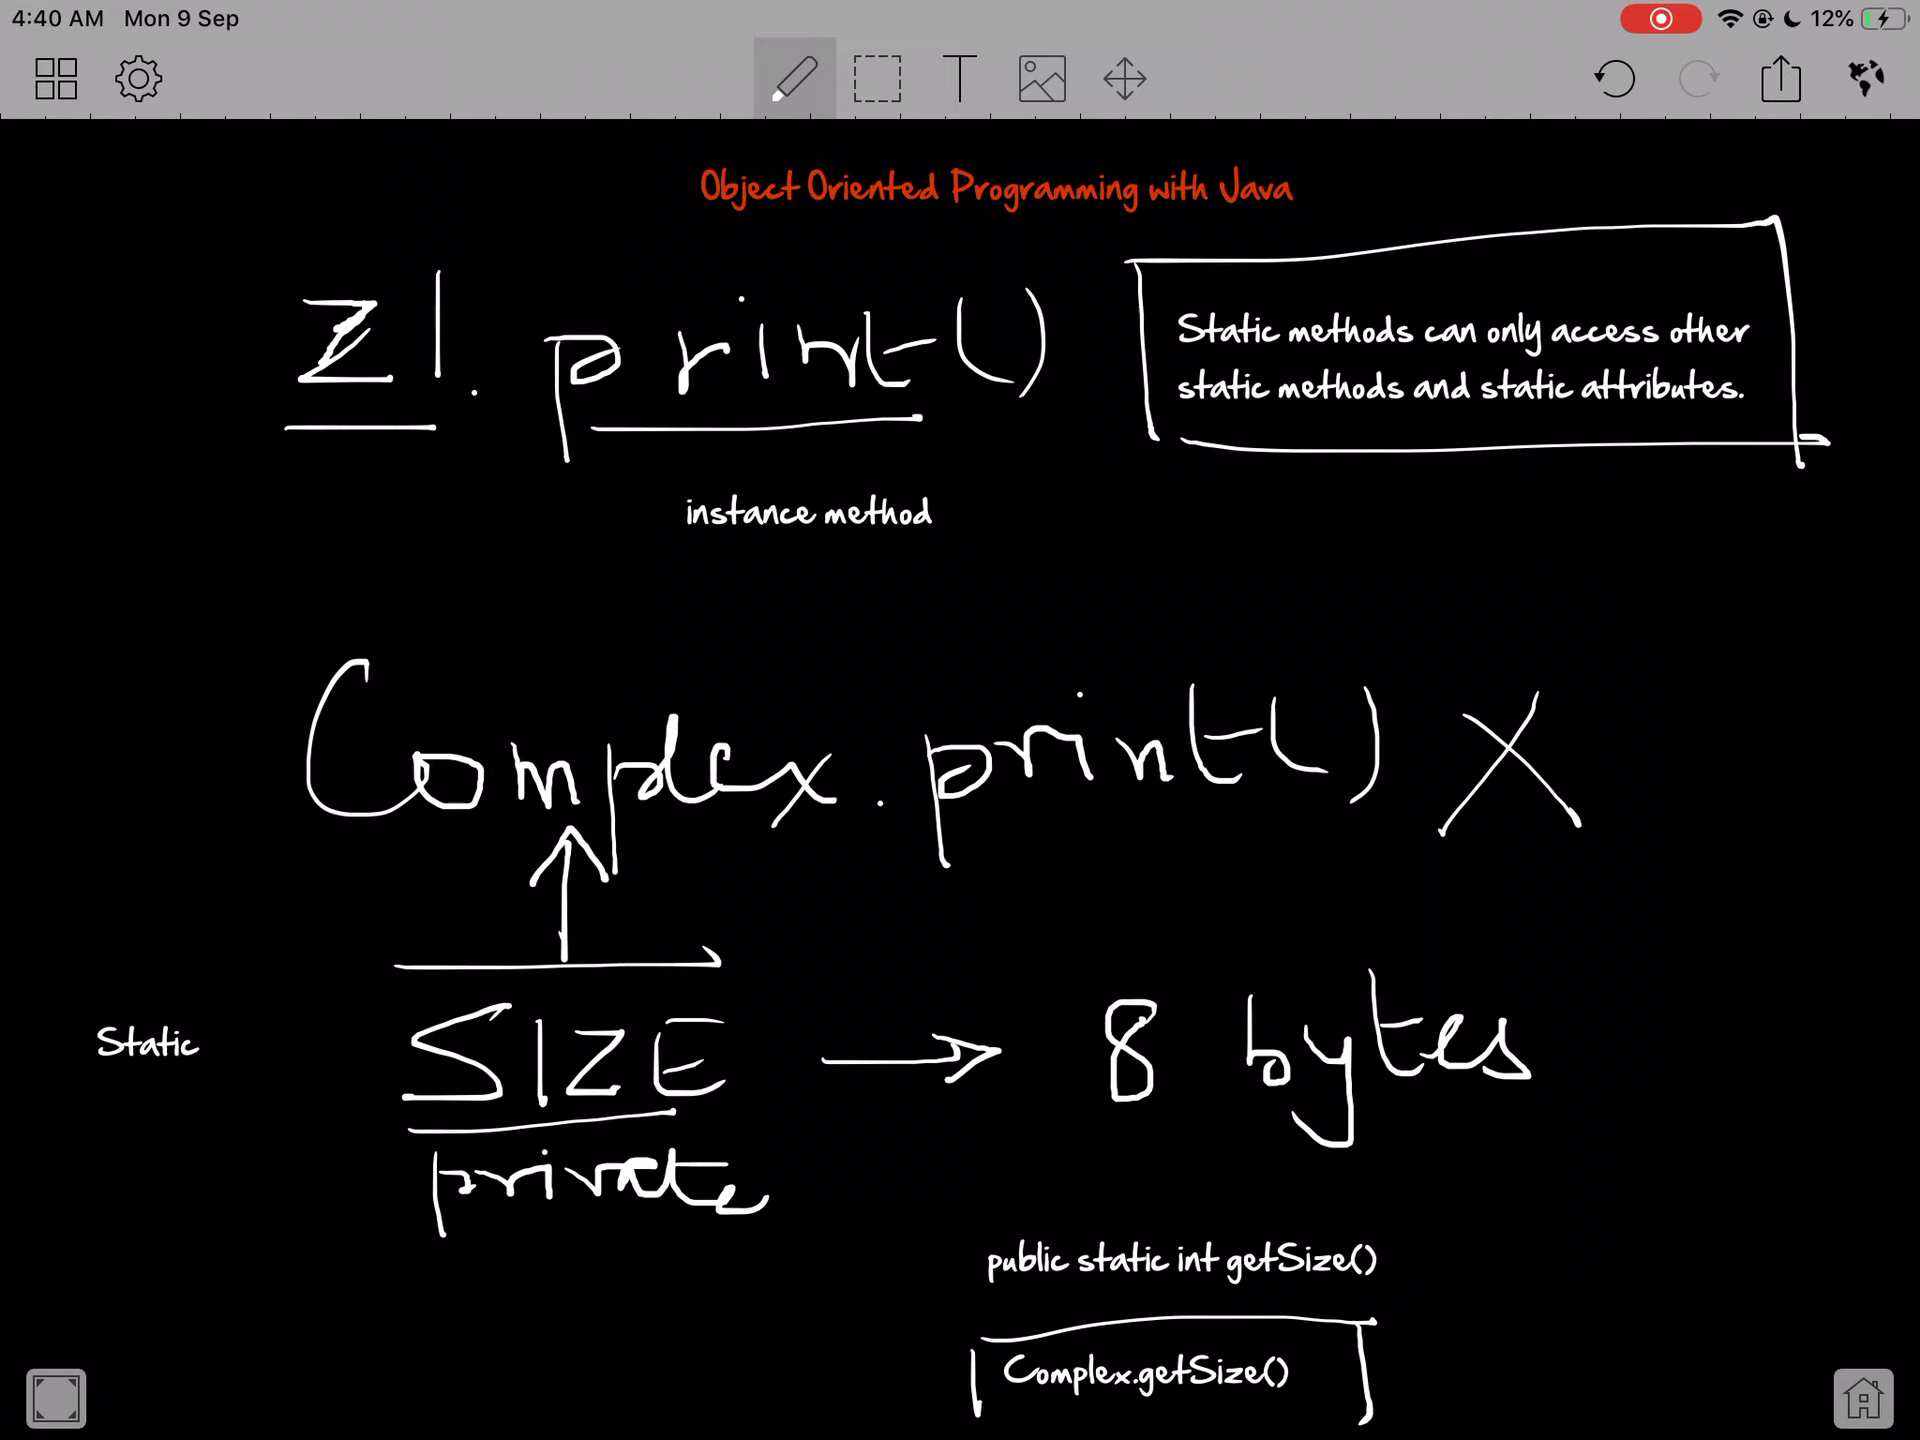 4:40 AM Mon 9 Sep
12%
Object Oriented Programming with Java
Z1.print()
Static methods can only access other
static methods and static attributes.
instance method
Complex.print() X
Static
SIZE → 8 bytes
private
public static int getSize()
Complex.getSize()